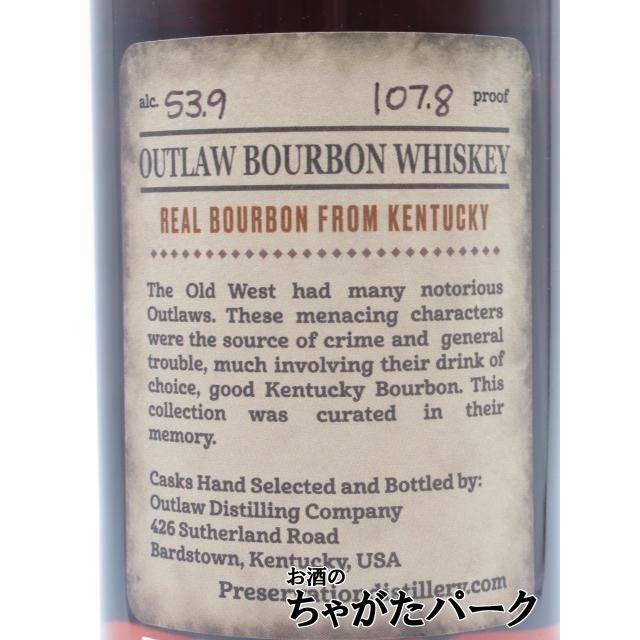 alc. 53.9 107.8 proof
OUTLAW BOURBON WHISKEY
REAL BOURBON FROM KENTUCKY
The Old West had many notorious
Outlaws. These menacing characters
were the source of crime and general
trouble, much involving their drink of
choice, good Kentucky Bourbon. This
collection was curated in their
memory.
Casks Hand Selected and Bottled by:
Outlaw Distilling Company
426 Sutherland Road
Bardstown, Kentucky, USA
Preservationdistillery.com
お酒の
ちゃがたパーク